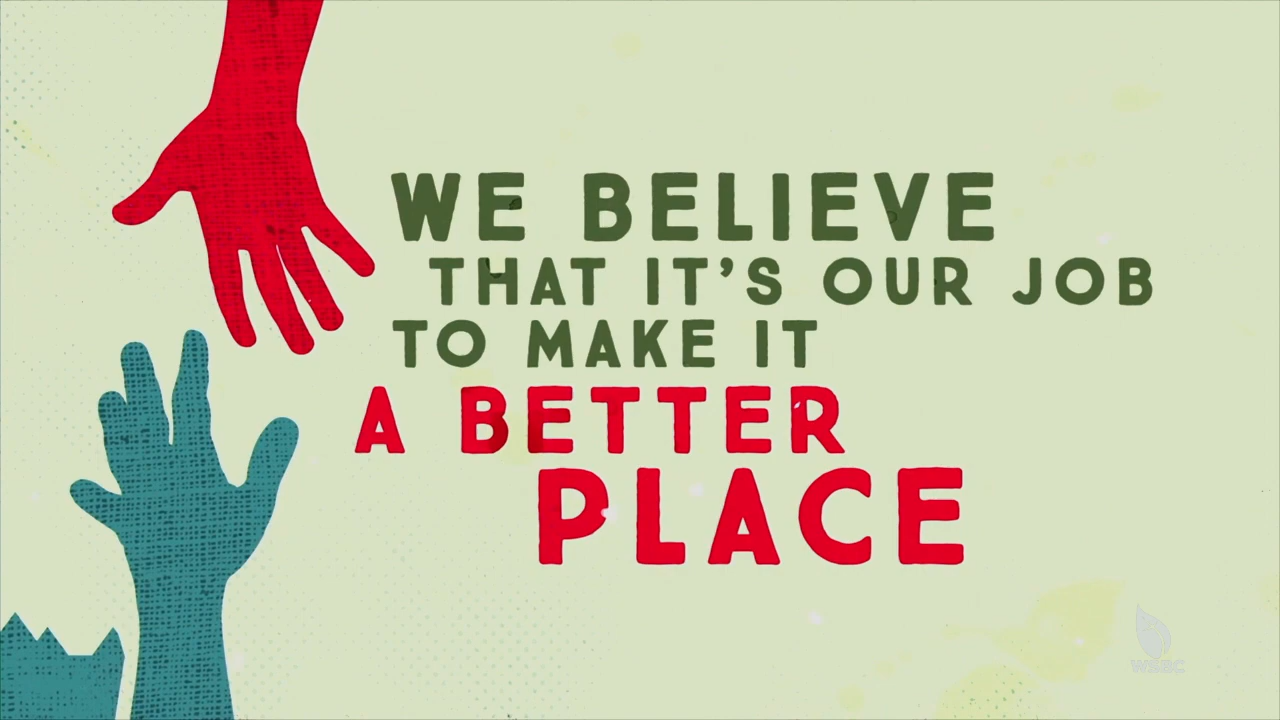 WE BELIEVE
THAT IT'S OUR JOB
TO MAKE IT
A BETTER
PLACE